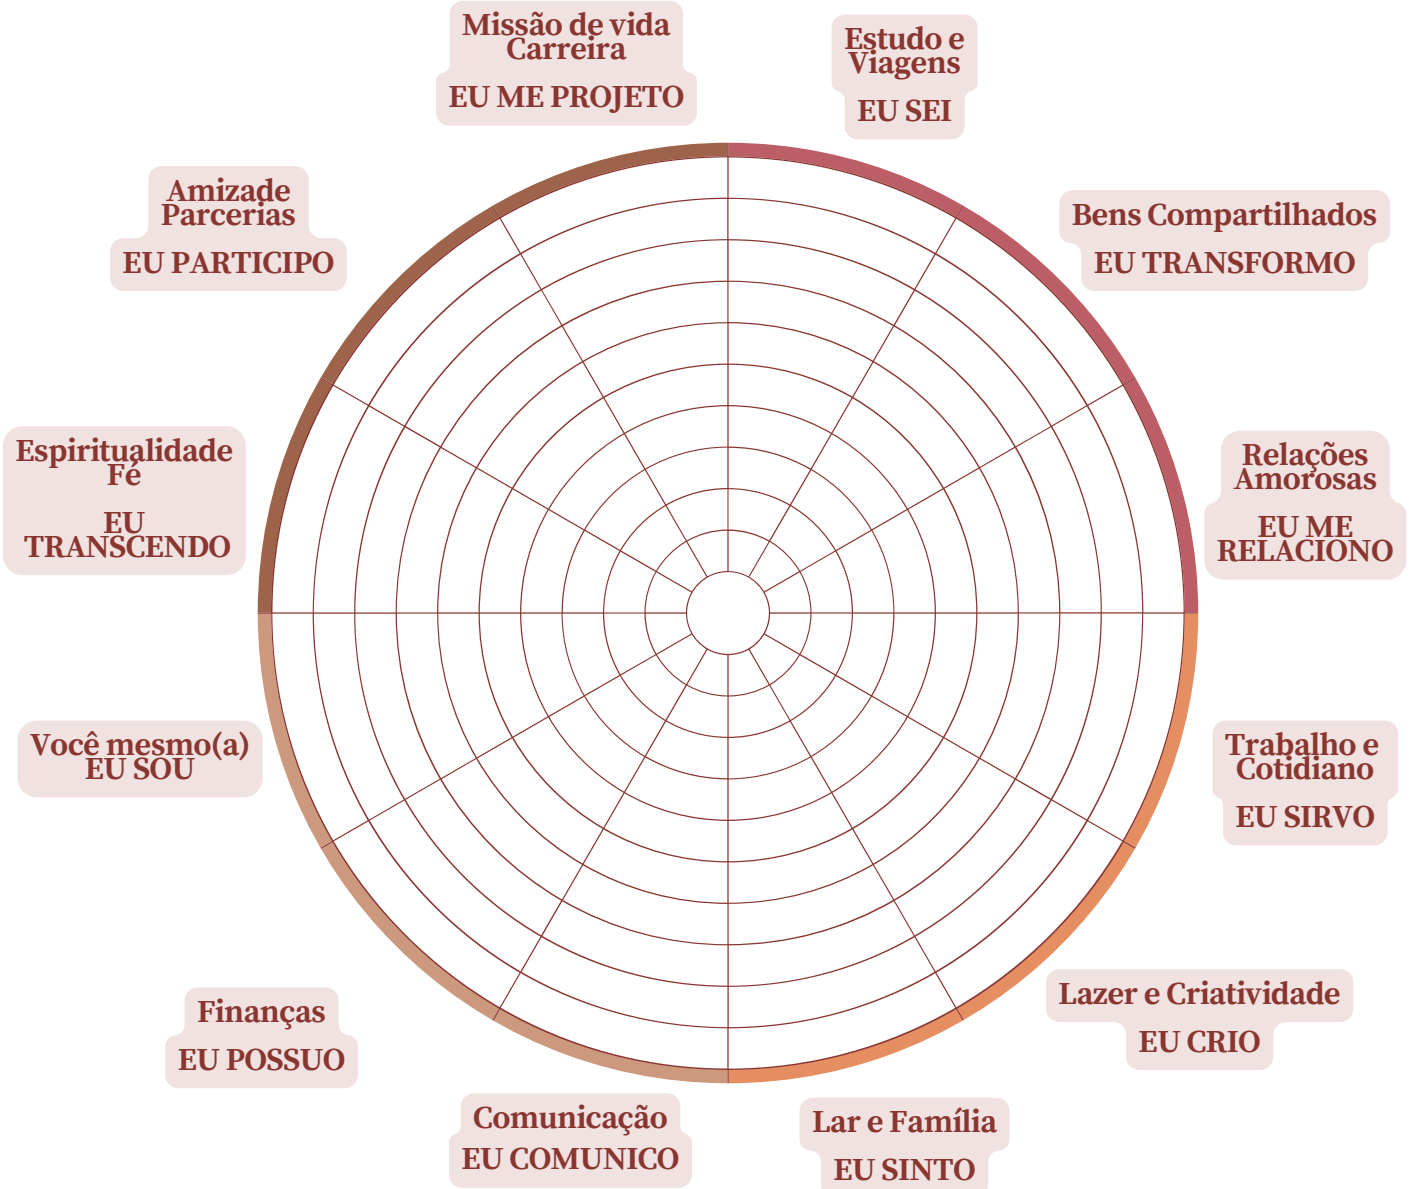 Missão de vida
Carreira
EU ME PROJETO
Estudo e
Viagens
EU SEI
Amizade
Parcerias
EU PARTICIPO
Bens Compartilhados
EU TRANSFORMO
Espiritualidade
Fé
EU
TRANSCENDO
Relações
Amorosas
EU ME
RELACIONO
Você mesmo(a)
EU SOU
Trabalho e
Cotidiano
EU SIRVO
Finanças
EU POSSUO
Lazer e Criatividade
EU CRIO
Comunicação
EU COMUNICO
Lar e Família
EU SINTO